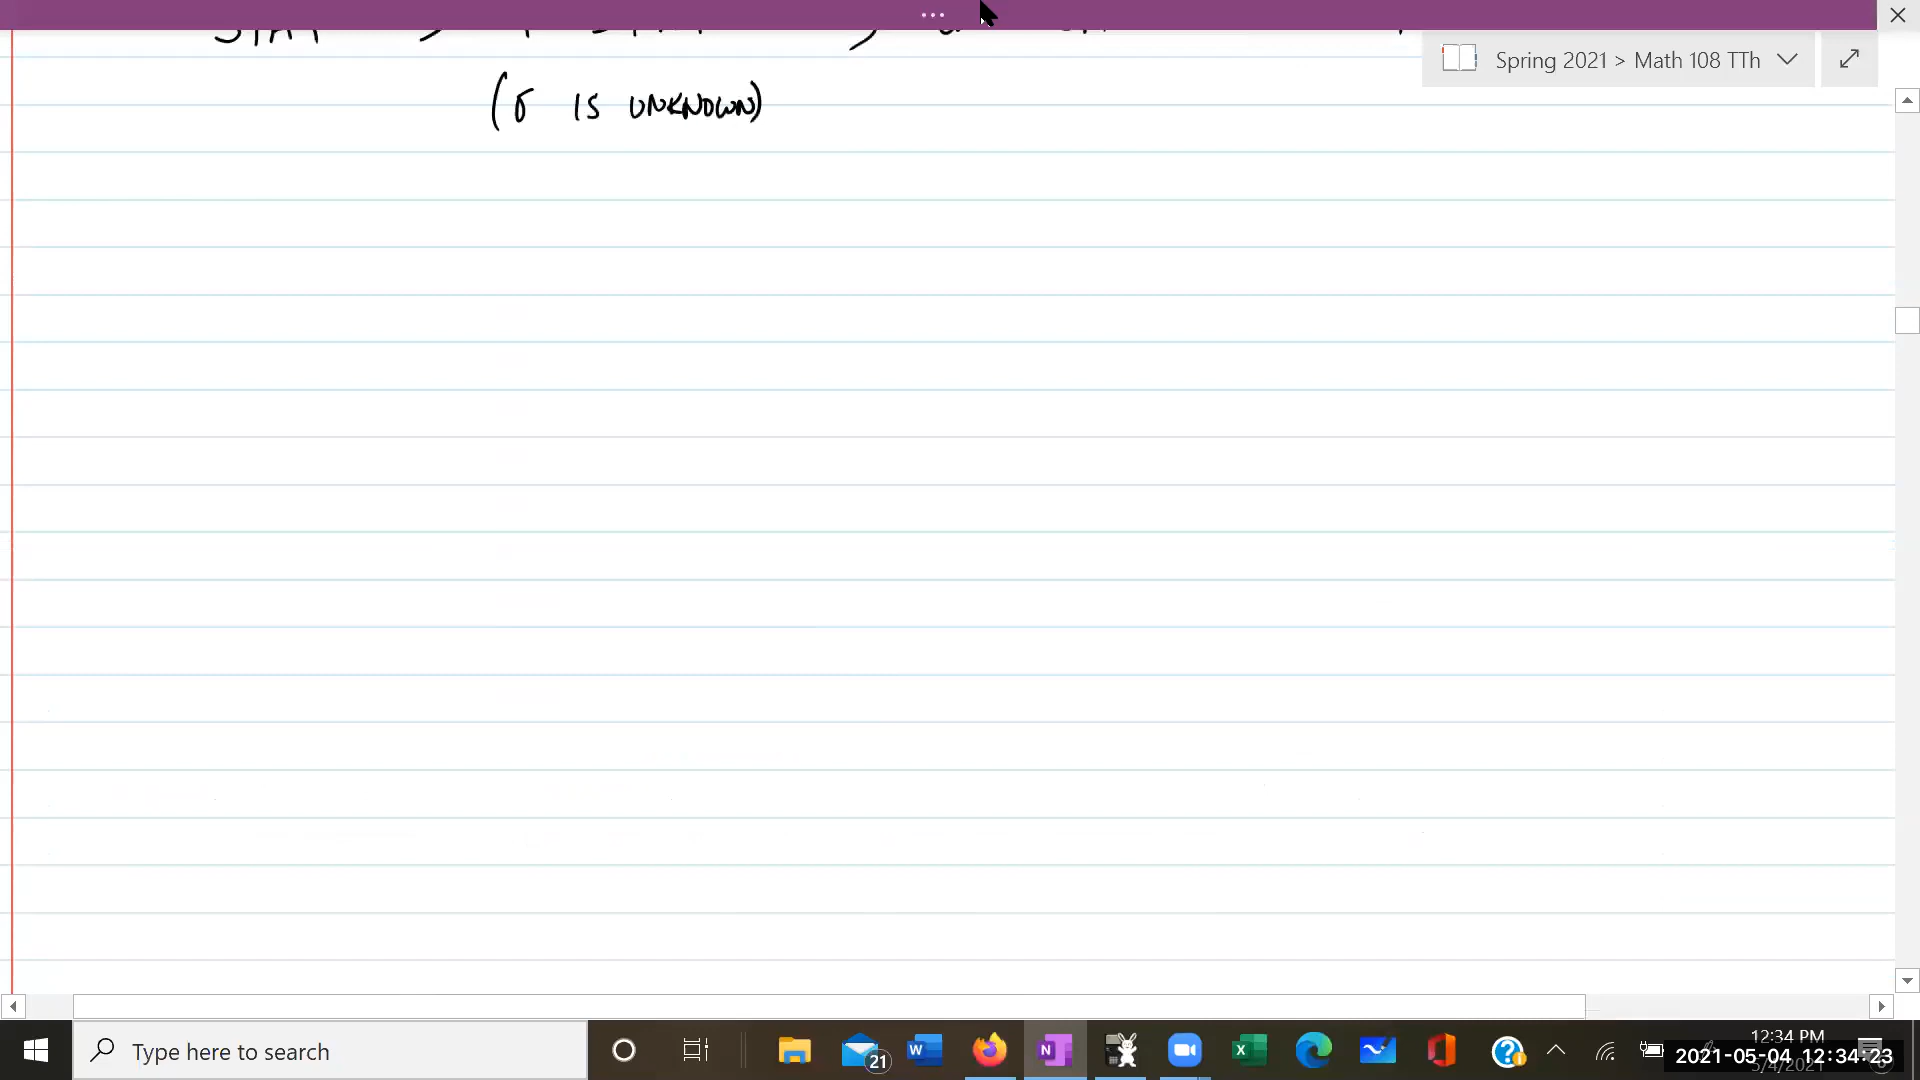 Spring 2021 > Math 108 TTh
(σ IS UNKNOWN)
Type here to search
21
12:34 PM
2021-05-04 12:34:23